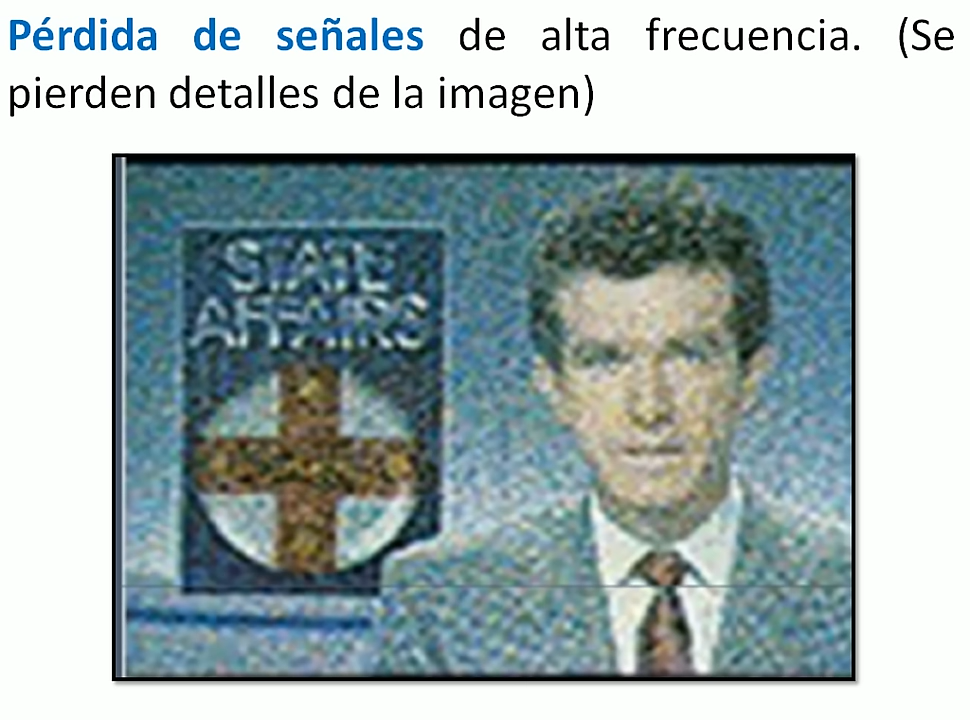 Pérdida de señales de alta frecuencia. (Se
pierden detalles de la imagen)
STATE
AFFAIRS